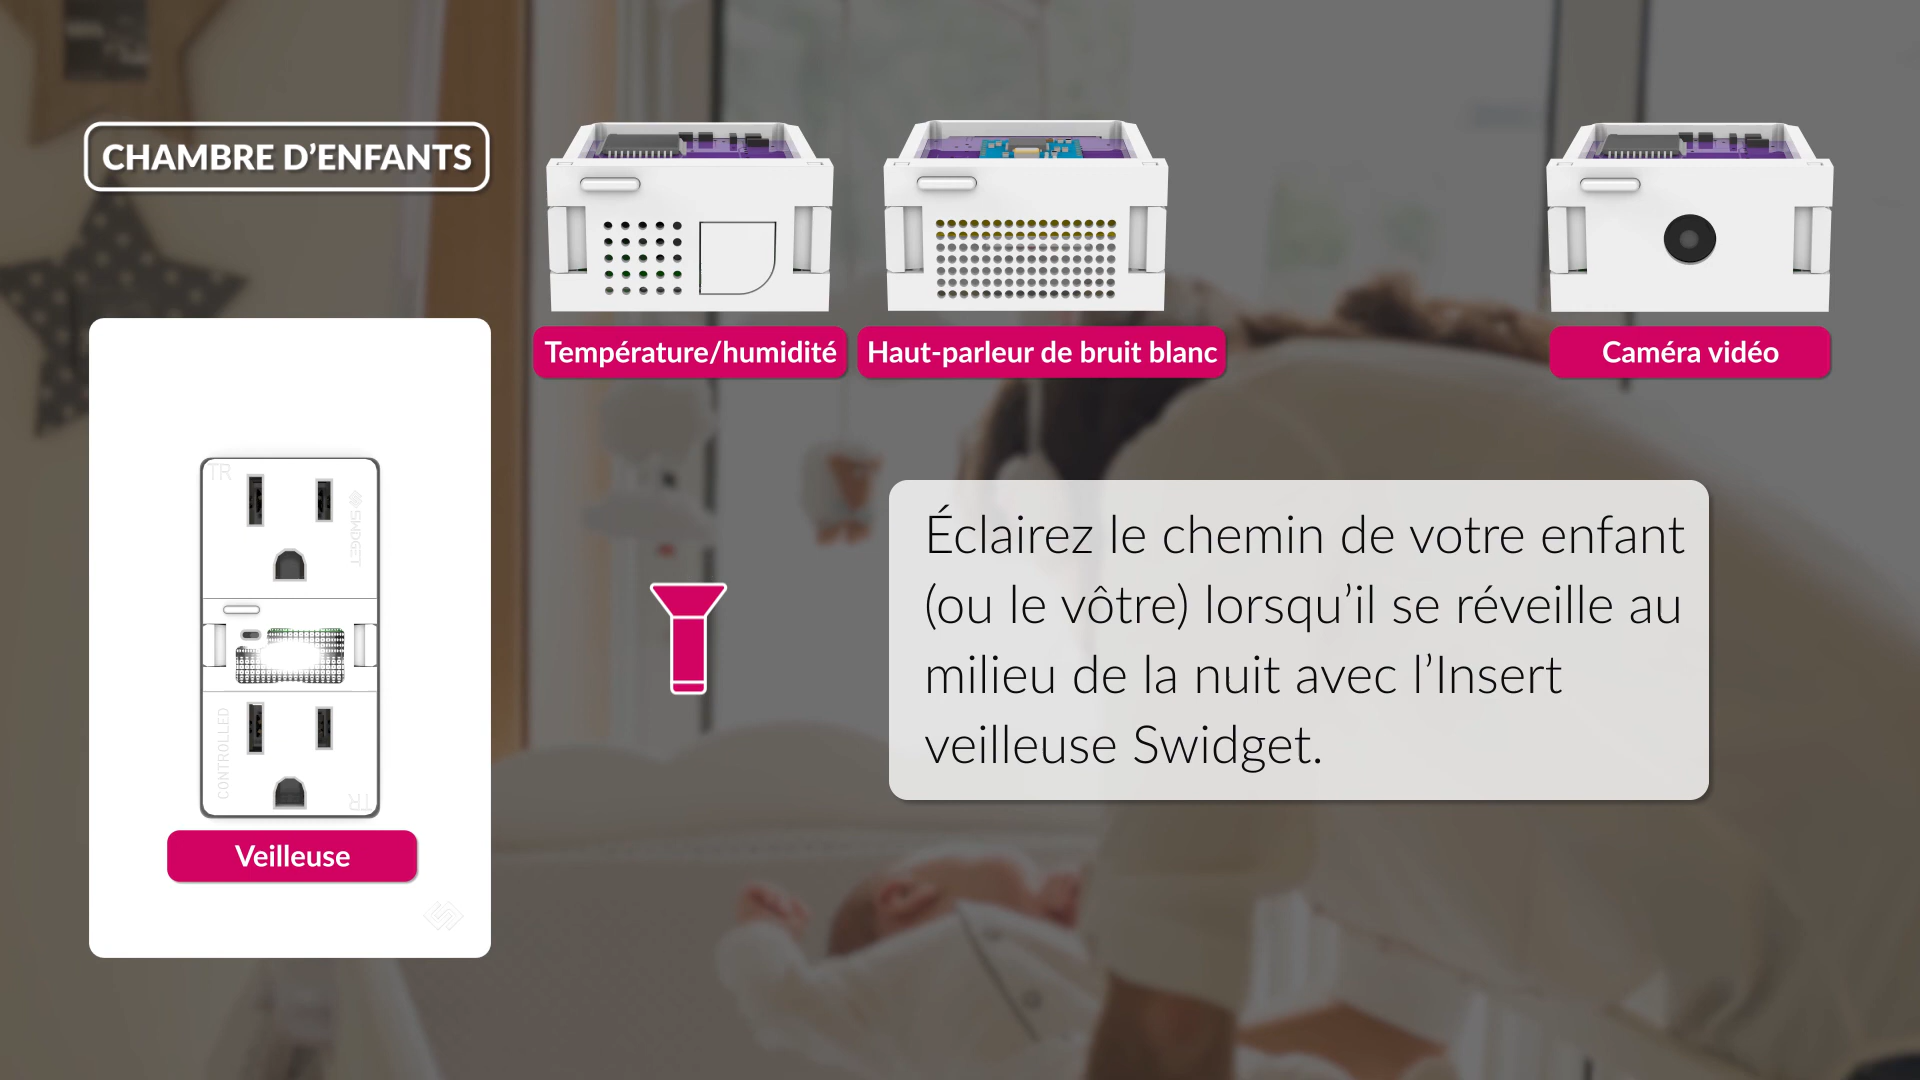 CHAMBRE D’ENFANTS
Température/humidité
Haut-parleur de bruit blanc
Caméra vidéo
TR
SWIDGET
CONTROLLED
TR
Veilleuse
Éclairez le chemin de votre enfant
(ou le vôtre) lorsqu’il se réveille au
milieu de la nuit avec l’Insert
veilleuse Swidget.